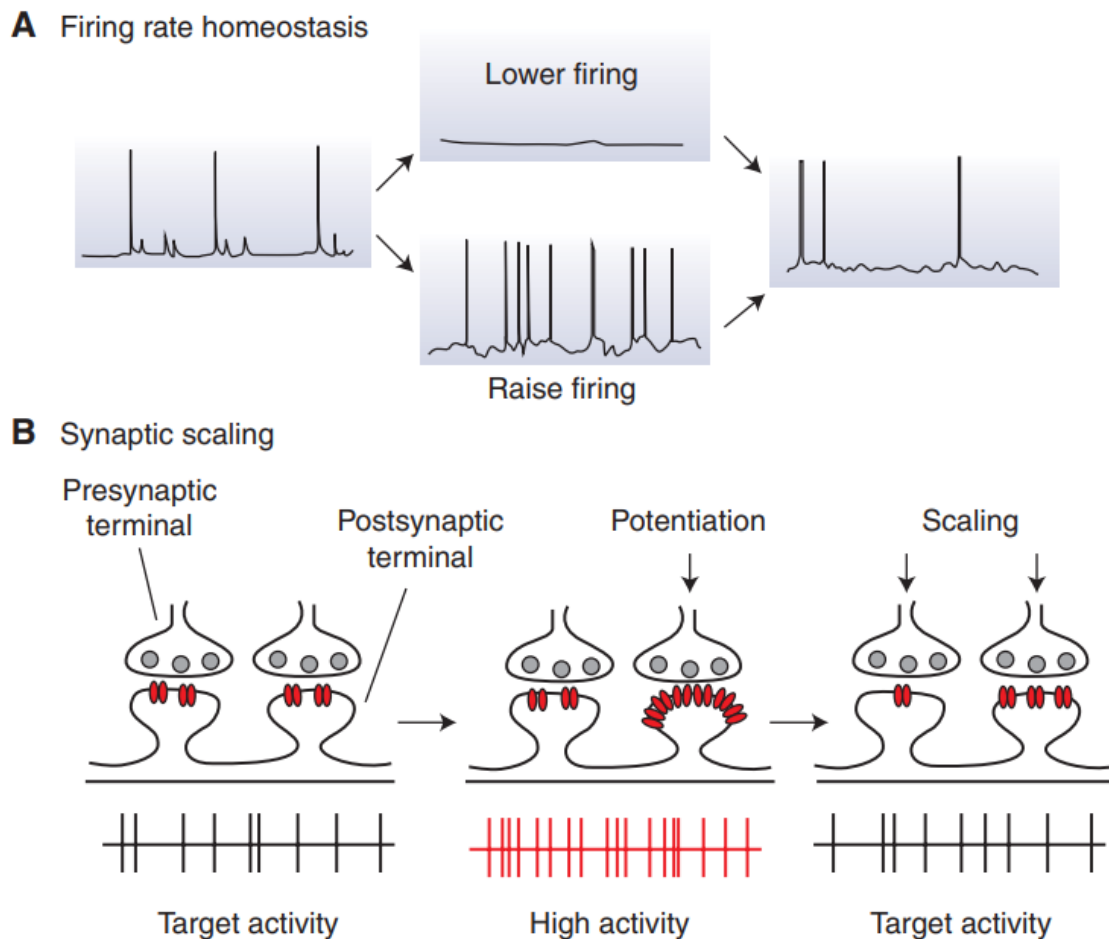 A Firing rate homeostasis
Lower firing
Raise firing
B Synaptic scaling
Presynaptic
terminal
Postsynaptic
terminal
Potentiation
Scaling
Target activity
High activity
Target activity